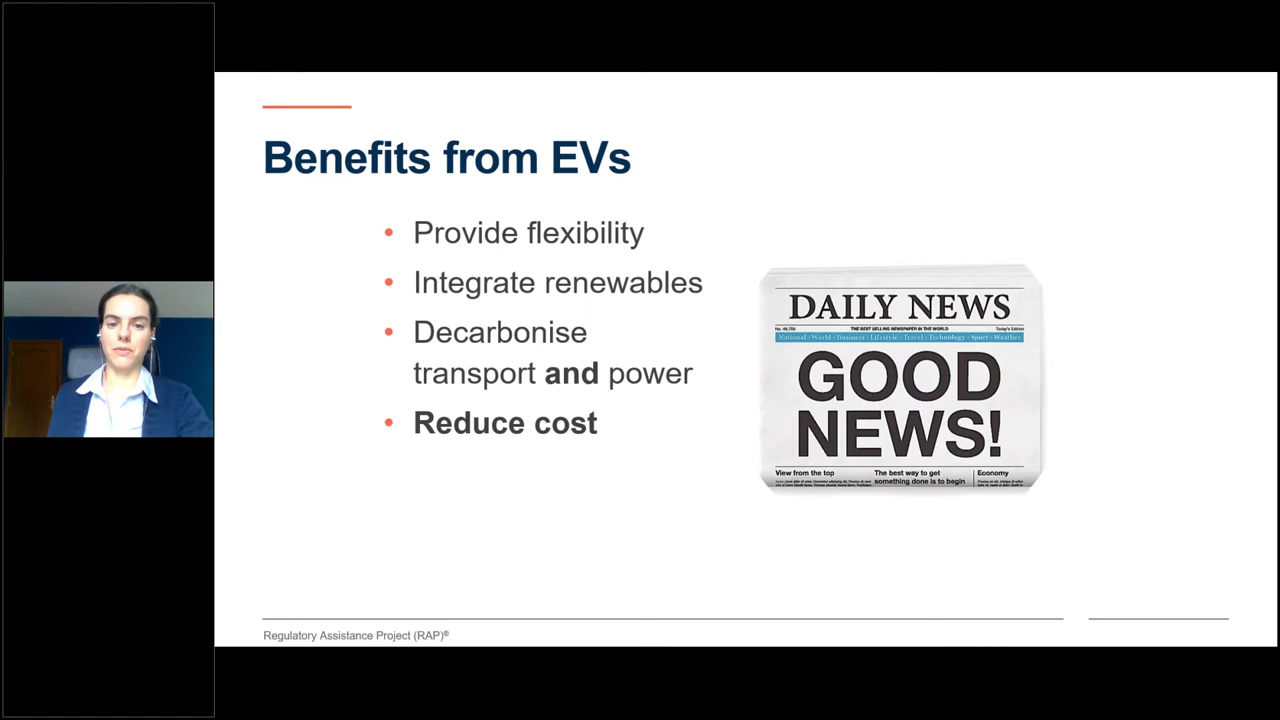 Benefits from EVs
• Provide flexibility
• Integrate renewables
• Decarbonise
transport and power
• Reduce cost
DAILY NEWS
THE BEST SELLING NEWSPAPER IN THE WORLD
Today's Edition
National - World - Business - Lifestyle - Travel - Technology - Sport - Weather
GOOD
NEWS!
View from the top
The best way to get
something done is to begin
Economy
Regulatory Assistance Project (RAP)®